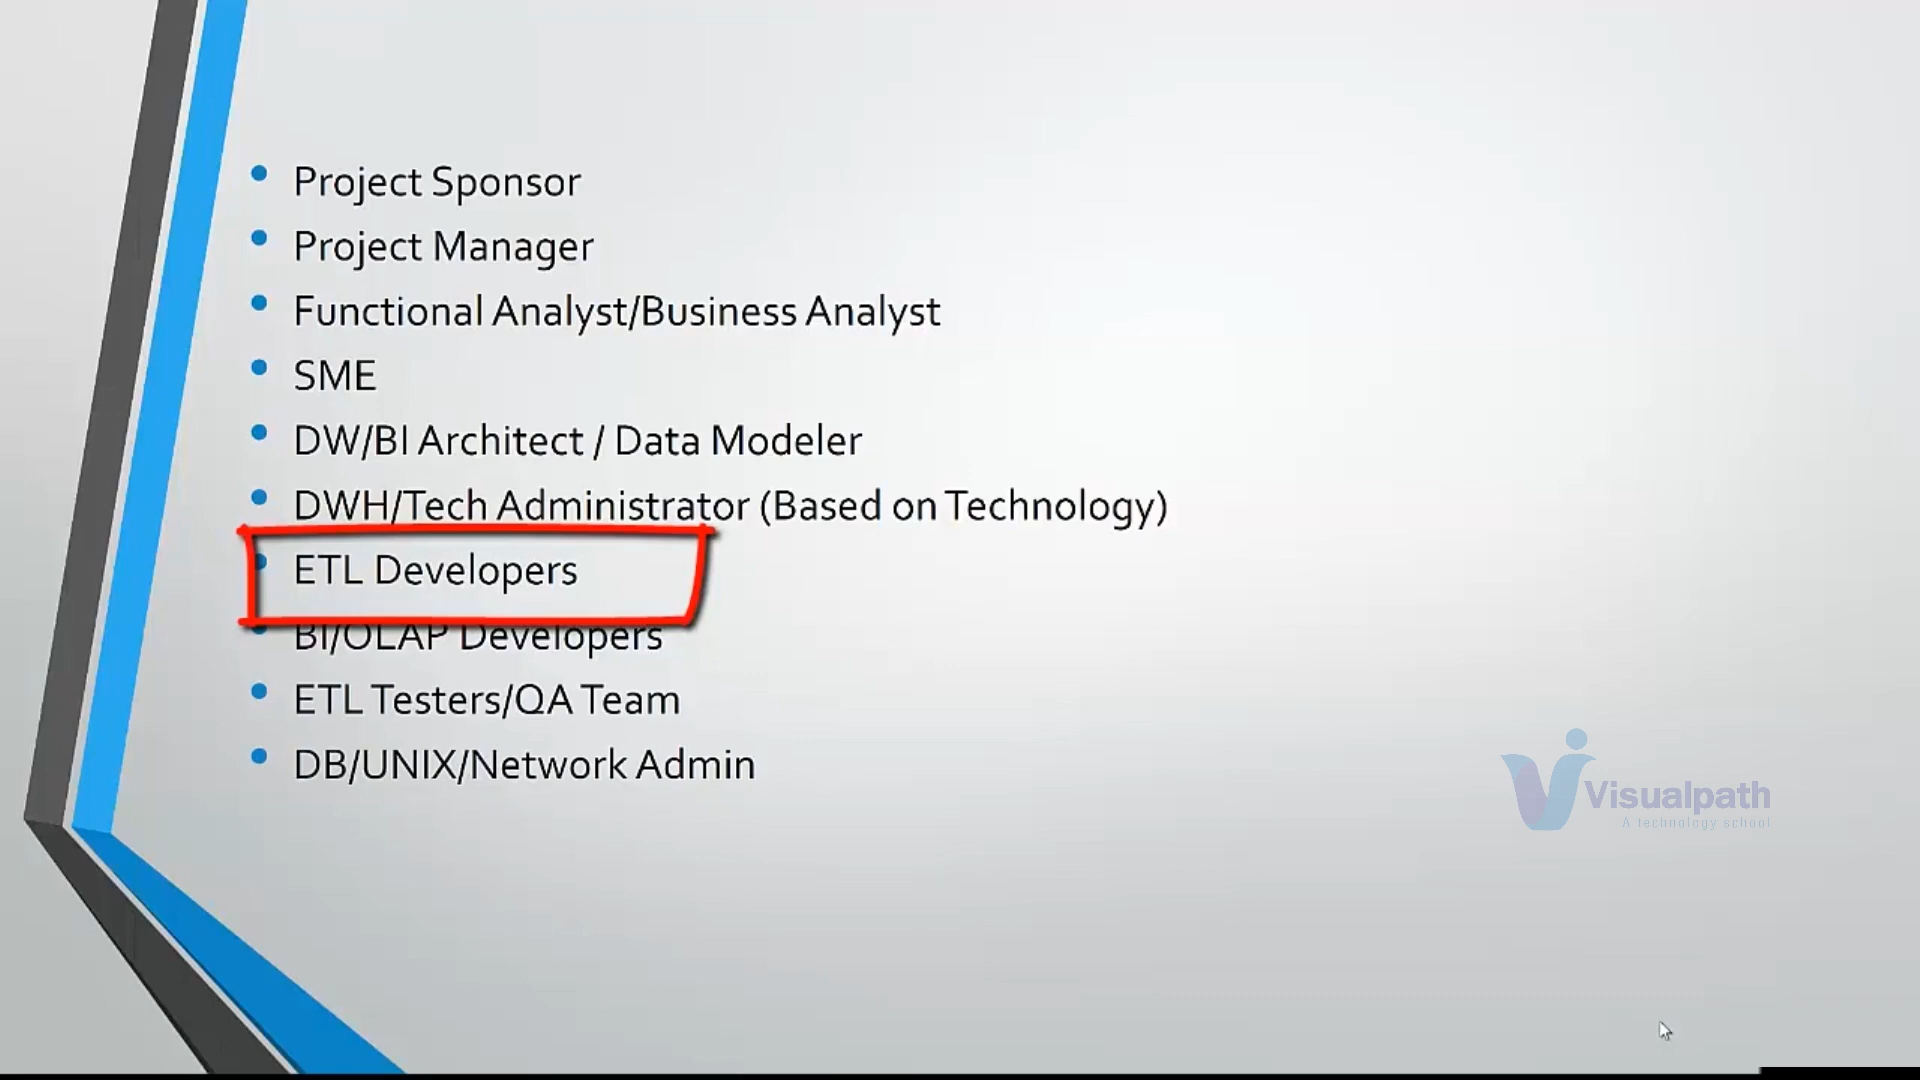 Project Sponsor
Project Manager
Functional Analyst/Business Analyst
SME
DW/BI Architect / Data Modeler
DWH/Tech Administrator (Based on Technology)
ETL Developers
BI/OLAP Developers
ETL Testers/QA Team
DB/UNIX/Network Admin
Visualpath
A technology school